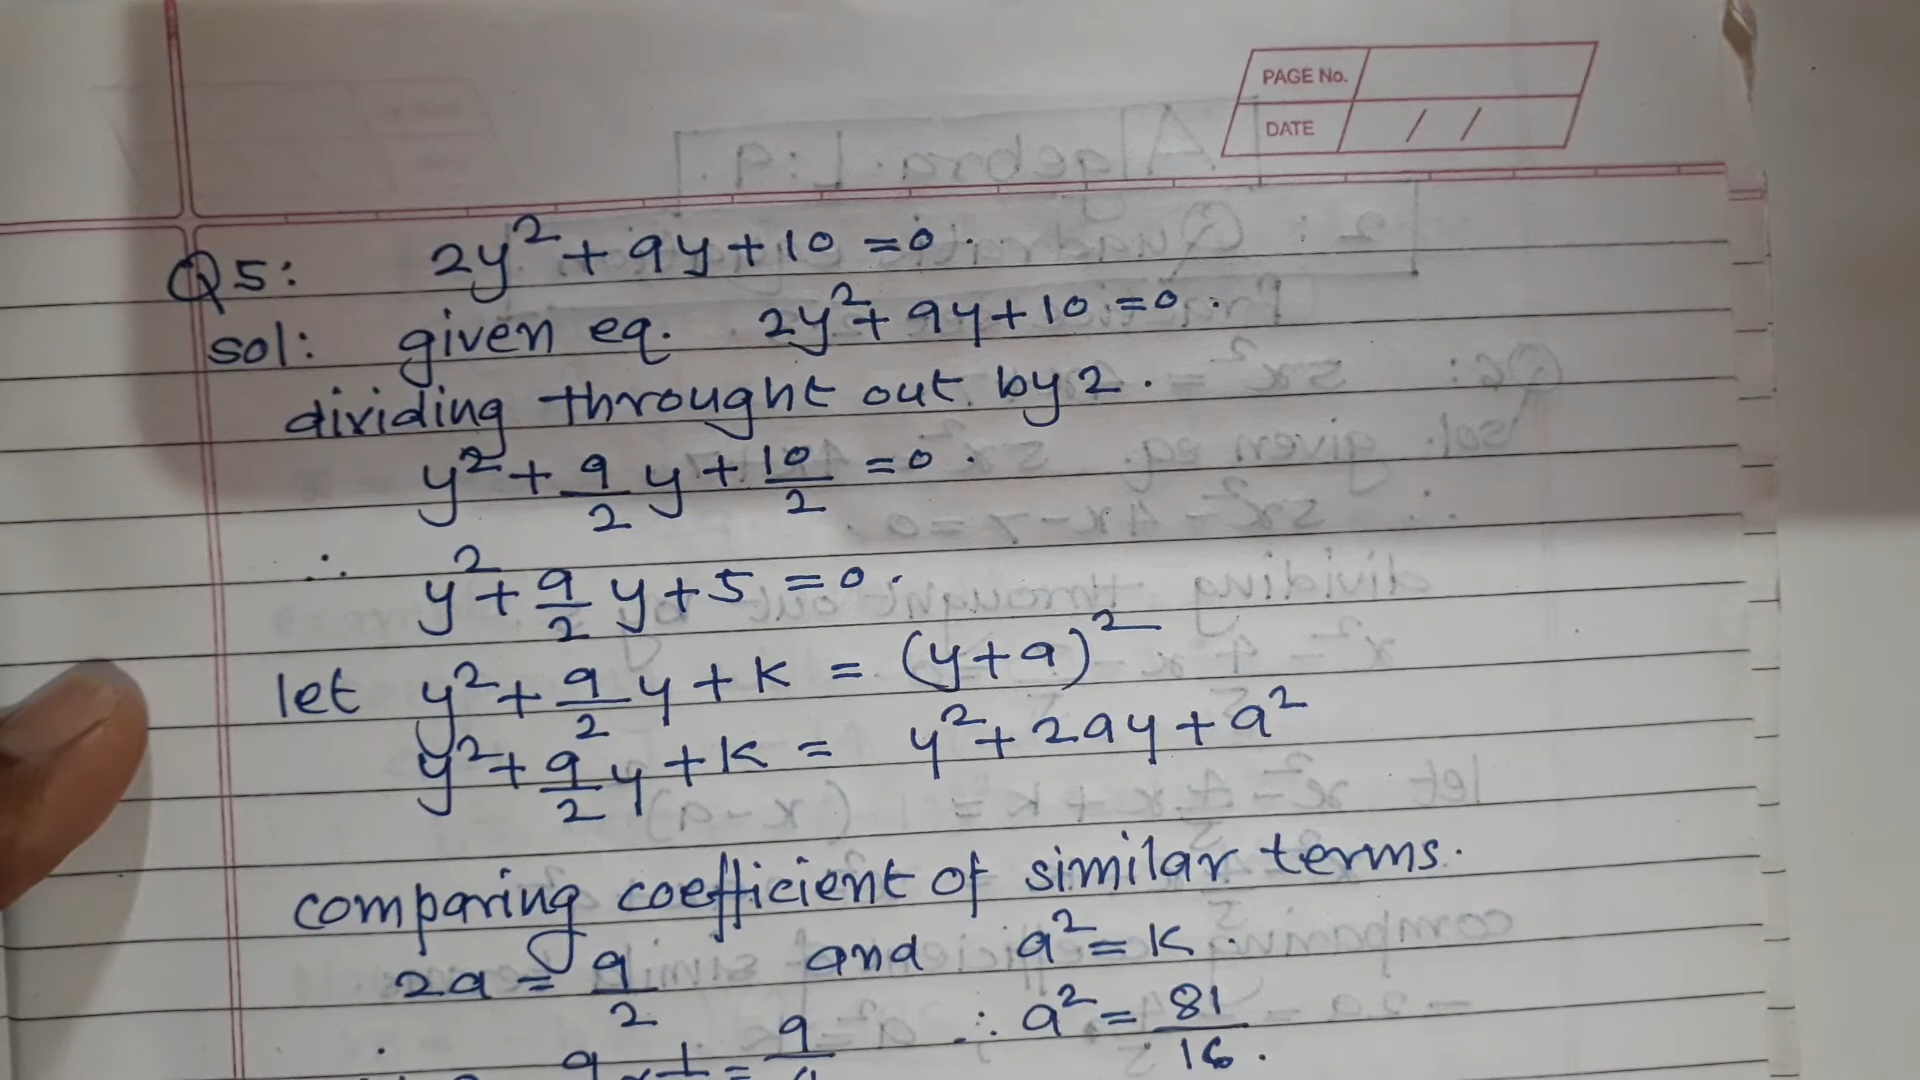 PAGE No.
DATE / /
Q5: 2y² + 9y + 10 = 0.
sol: given eq. 2y² + 9y + 10 = 0.
dividing throught out by 2.
y² + 9/2 y + 10/2 = 0.
∴ y² + 9/2 y + 5 = 0.
let y² + 9/2 y + k = (y + a)²
y² + 9/2 y + k = y² + 2ay + a²
comparing coefficient of similar terms.
2a = 9/2 and a² = k.
∴ a² = 81/16.